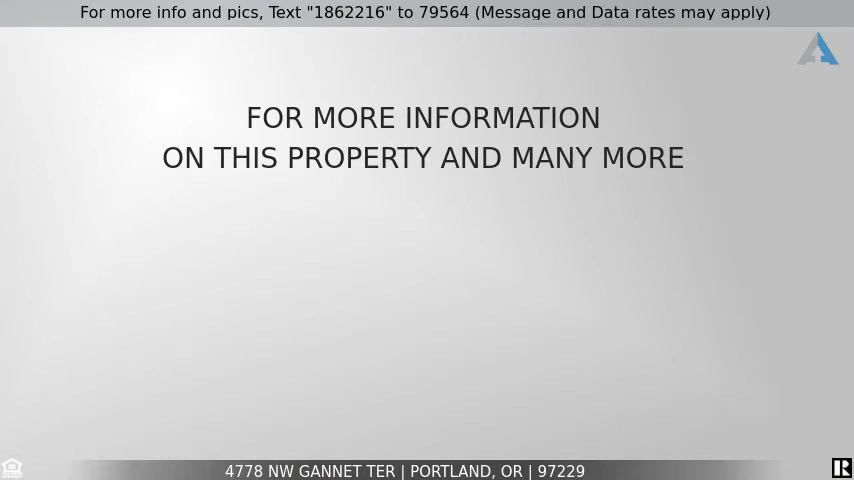 For more info and pics, Text "1862216" to 79564 (Message and Data rates may apply)
FOR MORE INFORMATION
ON THIS PROPERTY AND MANY MORE
4778 NW GANNET TER | PORTLAND, OR | 97229